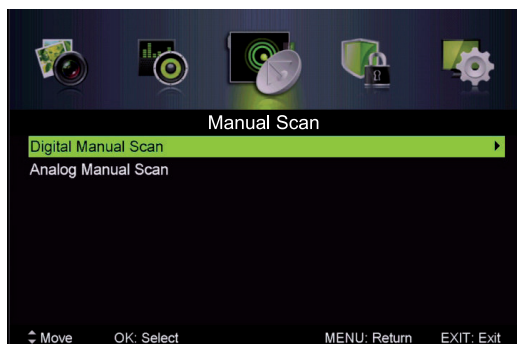 Manual Scan
Digital Manual Scan
Analog Manual Scan
Move OK: Select MENU: Return EXIT: Exit